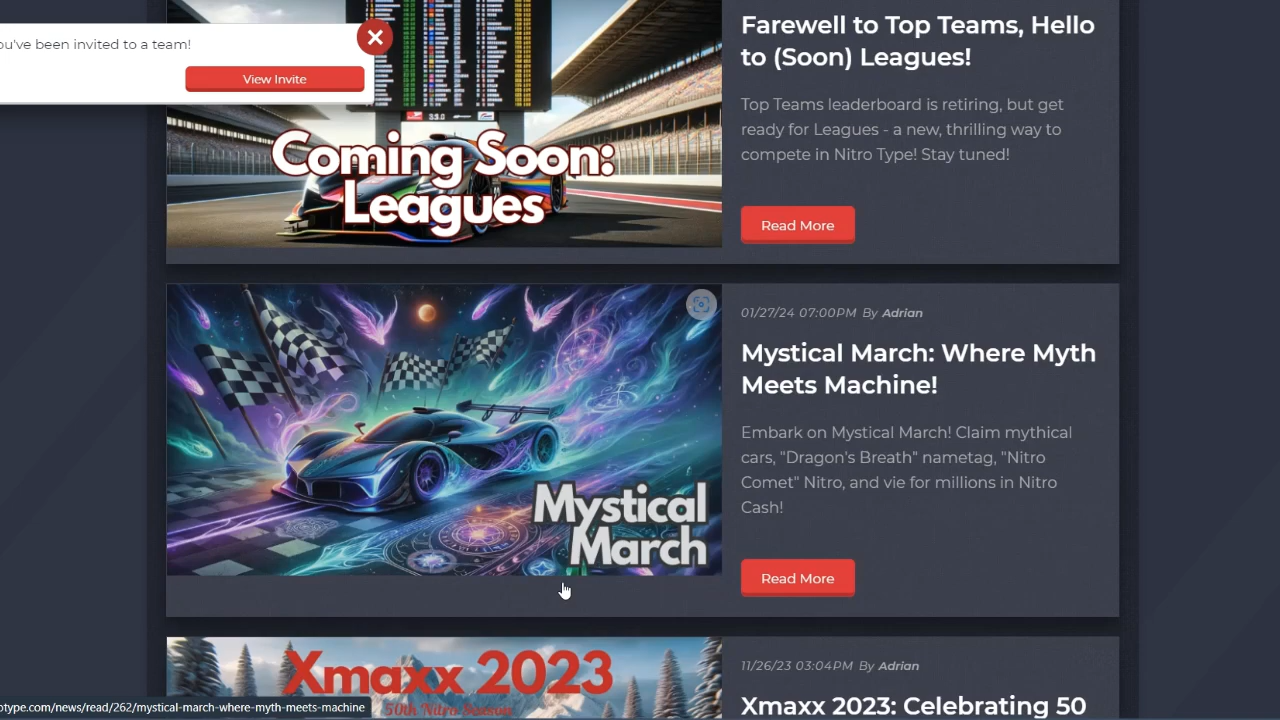 ou've been invited to a team!
View Invite
Coming Soon:
Leagues
Farewell to Top Teams, Hello
to (Soon) Leagues!
Top Teams leaderboard is retiring, but get
ready for Leagues - a new, thrilling way to
compete in Nitro Type! Stay tuned!
Read More
Mystical
March
01/27/24 07:00PM By Adrian
Mystical March: Where Myth
Meets Machine!
Embark on Mystical March! Claim mythical
cars, "Dragon's Breath" nametag, "Nitro
Comet" Nitro, and vie for millions in Nitro
Cash!
Read More
Xmaxx 2023
50th Nitro Season
11/26/23 03:04PM By Adrian
Xmaxx 2023: Celebrating 50
otype.com/news/read/262/mystical-march-where-myth-meets-machine